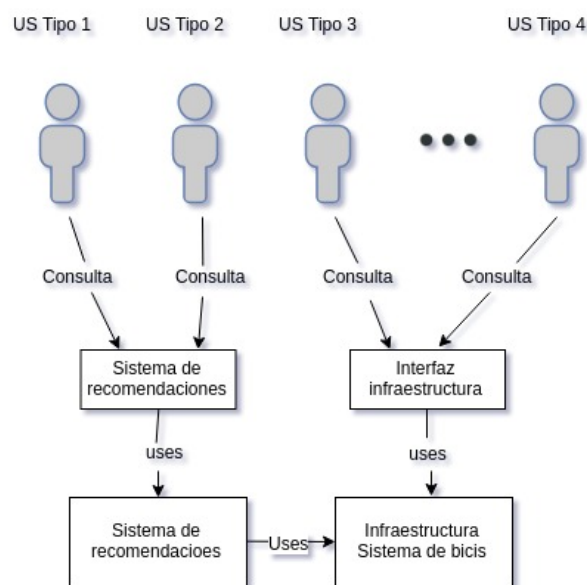 US Tipo 1
US Tipo 2
US Tipo 3
US Tipo 4
Consulta
Consulta
Consulta
Consulta
Sistema de
recomendaciones
Interfaz
infraestructura
uses
uses
Sistema de
recomendacioes
Uses
Infraestructura
Sistema de bicis